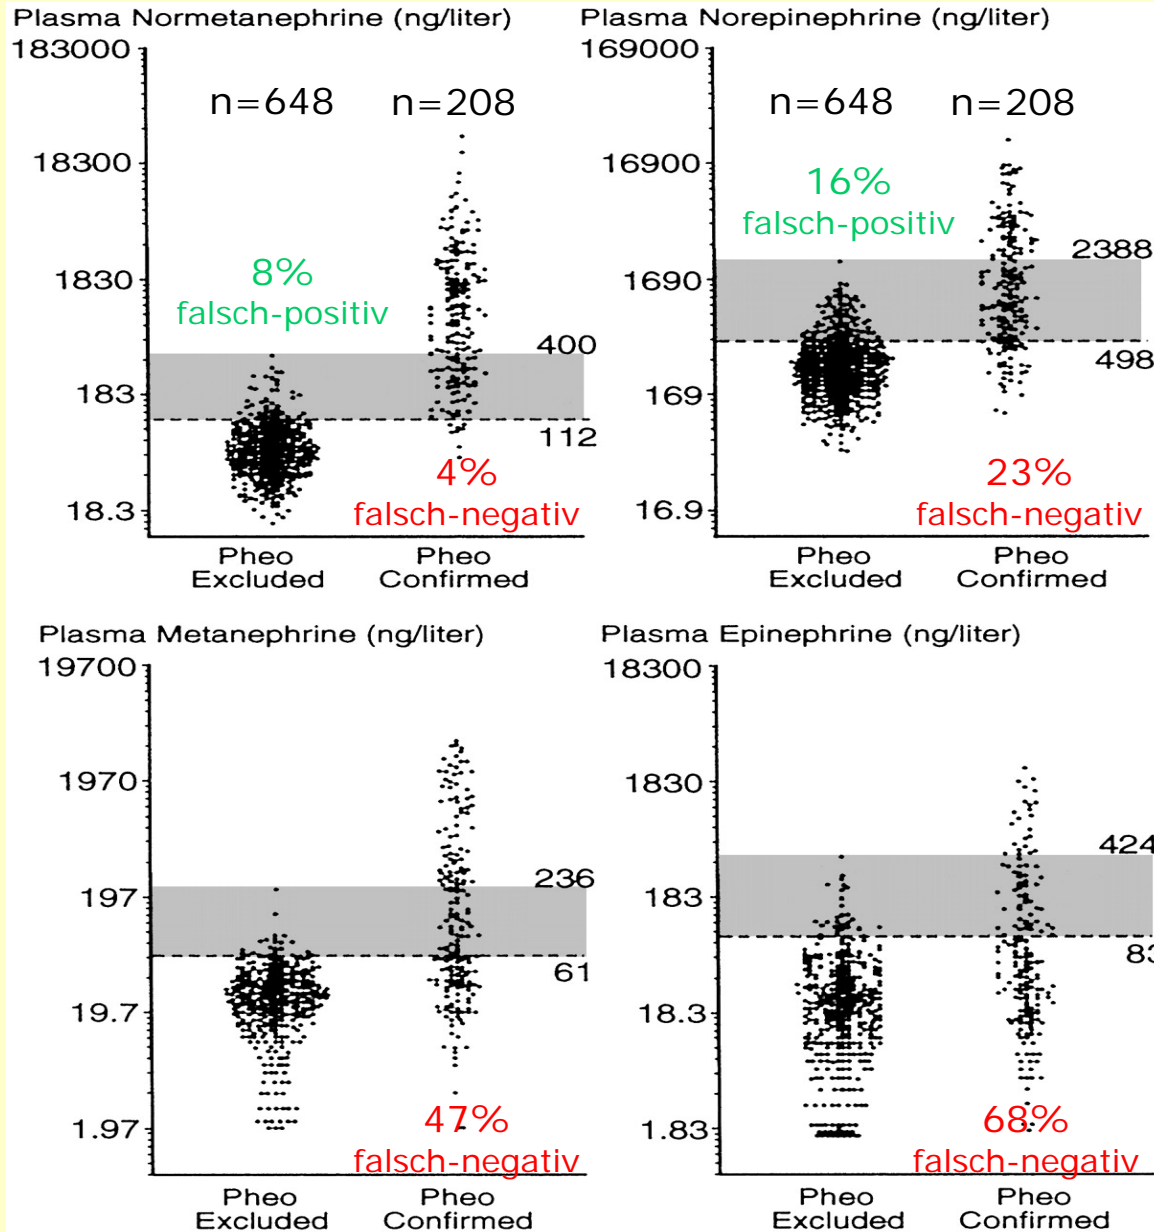 Plasma Normetanephrine (ng/liter)
183000
n=648 n=208
18300
8%
falsch-positiv
1830
400
183
112
4%
falsch-negativ
18.3
Pheo Excluded
Pheo Confirmed
Plasma Norepinephrine (ng/liter)
169000
n=648 n=208
16900
16%
falsch-positiv
2388
1690
498
169
23%
falsch-negativ
16.9
Pheo Excluded
Pheo Confirmed
Plasma Metanephrine (ng/liter)
19700
1970
236
197
61
19.7
47%
1.97
falsch-negativ
Pheo Excluded
Pheo Confirmed
Plasma Epinephrine (ng/liter)
18300
1830
424
183
83
18.3
68%
1.83
falsch-negativ
Pheo Excluded
Pheo Confirmed